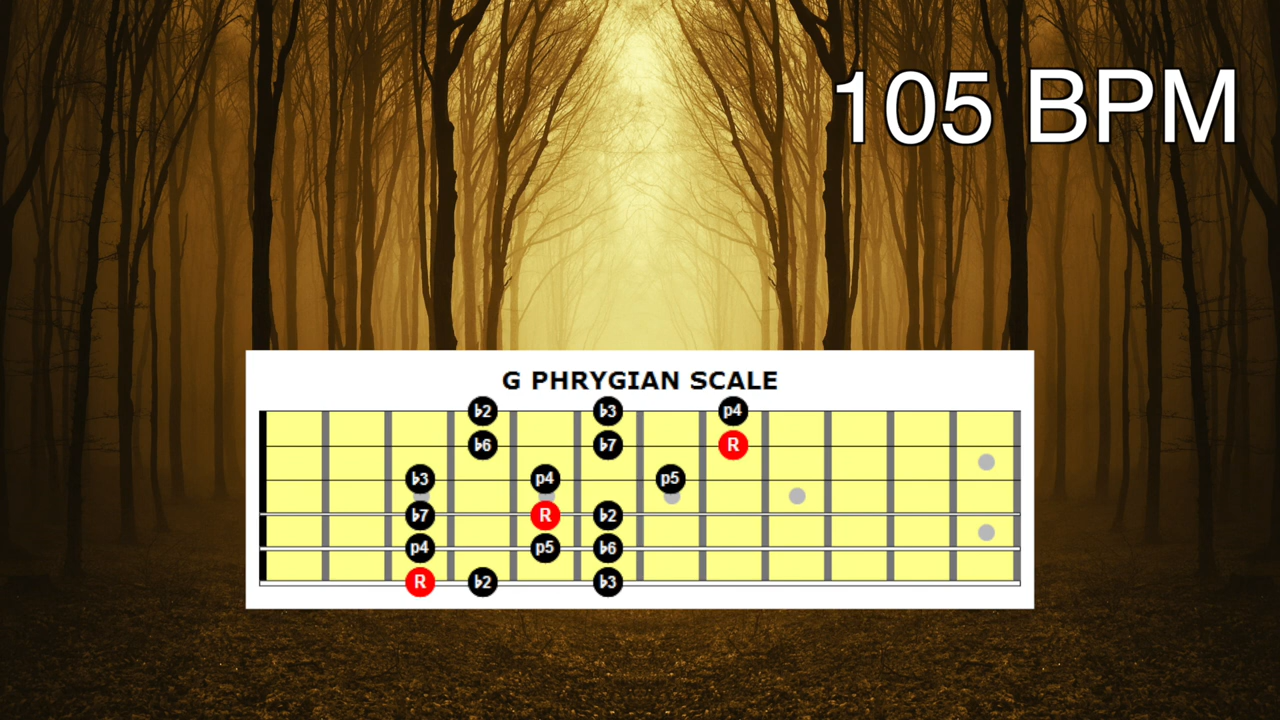 105 BPM
G PHRYGIAN SCALE
♭2 ♭3 p4
♭6 ♭7 R
♭3 p4 p5
♭7 R ♭2
p4 p5 ♭6
R ♭2 ♭3